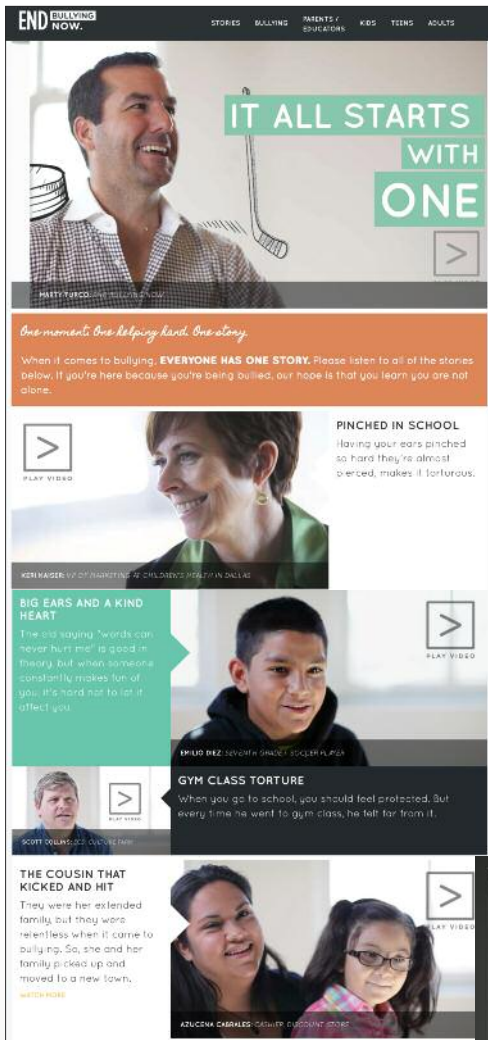 END BULLYING NOW.
STORIES BULLYING PARENTS / EDUCATORS KIDS TEENS ADULTS
IT ALL STARTS
WITH
ONE
PLAY VIDEO
MARTY TURCO: END BULLYING NOW
One moment. One helping hand. One story.
When it comes to bullying, EVERYONE HAS ONE STORY. Please listen to all of the stories
below. If you're here because you're being bullied, our hope is that you learn you are not
alone.
PLAY VIDEO
PINCHED IN SCHOOL
Having your ears pinched
so hard they're almost
pierced, makes it torturous.
KERI KAISER: VP OF MARKETING AT CHILDREN'S HEALTH IN DALLAS
BIG EARS AND A KIND
HEART
The old saying "words can
never hurt me" is good in
theory, but when someone
constantly makes fun of
you, it's hard not to let it
affect you.
PLAY VIDEO
EMILIO DIEZ: SEVENTH GRADE / SOCCER PLAYER
PLAY VIDEO
SCOTT COLLINS: CEO, CULTURE PARK
GYM CLASS TORTURE
When you go to school, you should feel protected. But
every time he went to gym class, he felt far from it.
THE COUSIN THAT
KICKED AND HIT
They were her extended
family, but they were
relentless when it came to
bullying. So, she and her
family picked up and
moved to a new town.
WATCH MORE
PLAY VIDEO
AZUCENA CABRALES: CASHIER, DISCOUNT STORE